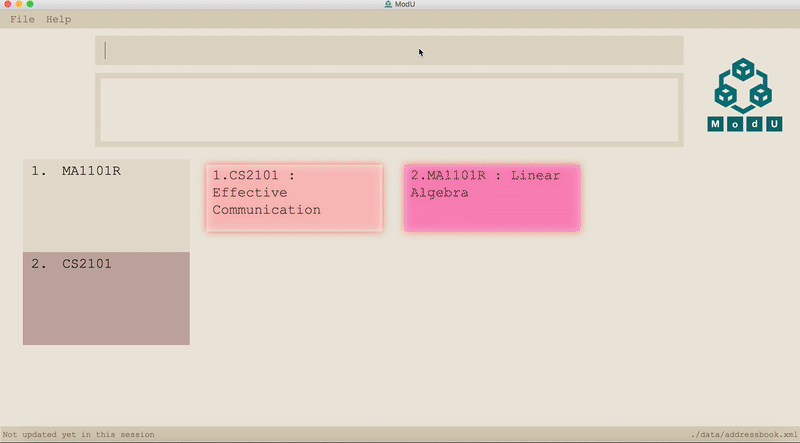 ModU
File Help
ModU
1. MA1101R
2. CS2101
1.CS2101 :
Effective
Communication
2.MA1101R : Linear
Algebra
Not updated yet in this session
./data/addressbook.xml